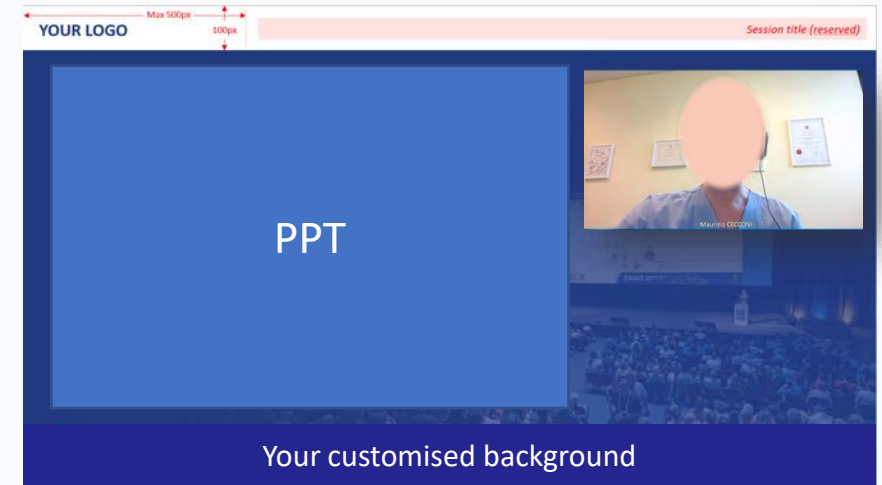 Max 500px
YOUR LOGO
100px
Session title (reserved)
PPT
Maurizio CECCONI
Your customised background